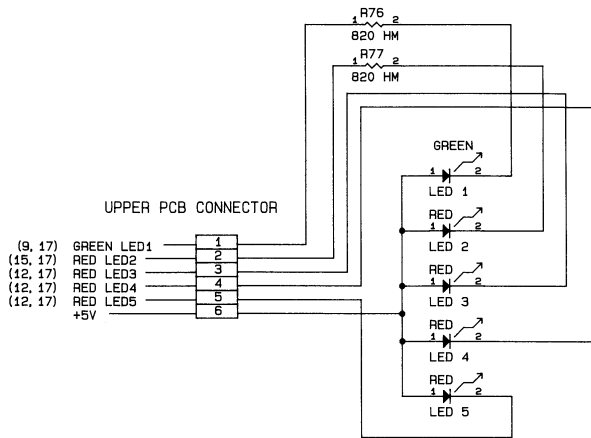 R76
1 2
820 HM
R77
1 2
820 HM
GREEN
1 2
LED 1
UPPER PCB CONNECTOR
RED
1 2
LED 2
(9, 17) GREEN LED1 1
(15, 17) RED LED2 2
(12, 17) RED LED3 3
(12, 17) RED LED4 4
(12, 17) RED LED5 5
+5V 6
RED
1 2
LED 3
RED
1 2
LED 4
RED
1 2
LED 5